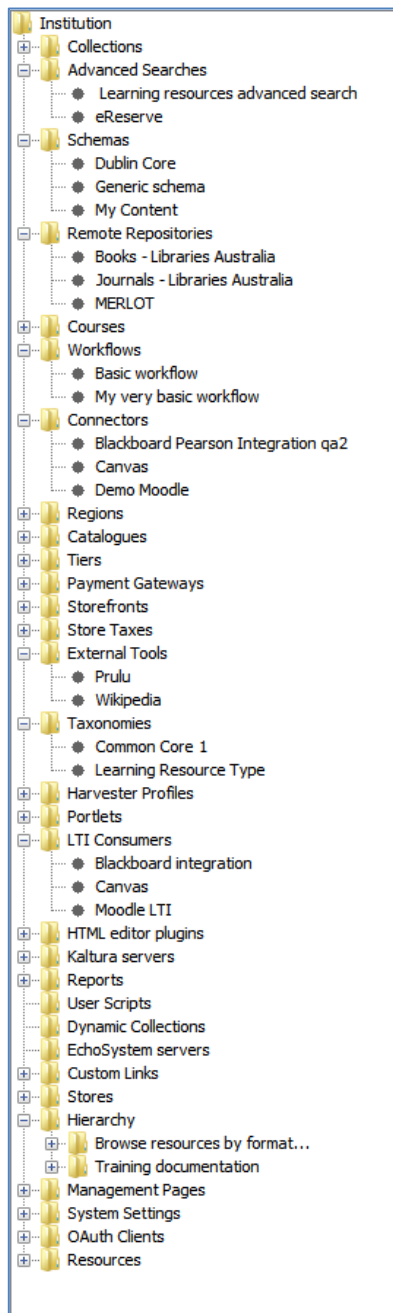 Institution
Collections
Advanced Searches
Learning resources advanced search
eReserve
Schemas
Dublin Core
Generic schema
My Content
Remote Repositories
Books - Libraries Australia
Journals - Libraries Australia
MERLOT
Courses
Workflows
Basic workflow
My very basic workflow
Connectors
Blackboard Pearson Integration qa2
Canvas
Demo Moodle
Regions
Catalogues
Tiers
Payment Gateways
Storefronts
Store Taxes
External Tools
Prulu
Wikipedia
Taxonomies
Common Core 1
Learning Resource Type
Harvester Profiles
Portlets
LTI Consumers
Blackboard integration
Canvas
Moodle LTI
HTML editor plugins
Kaltura servers
Reports
User Scripts
Dynamic Collections
EchoSystem servers
Custom Links
Stores
Hierarchy
Browse resources by format...
Training documentation
Management Pages
System Settings
OAuth Clients
Resources